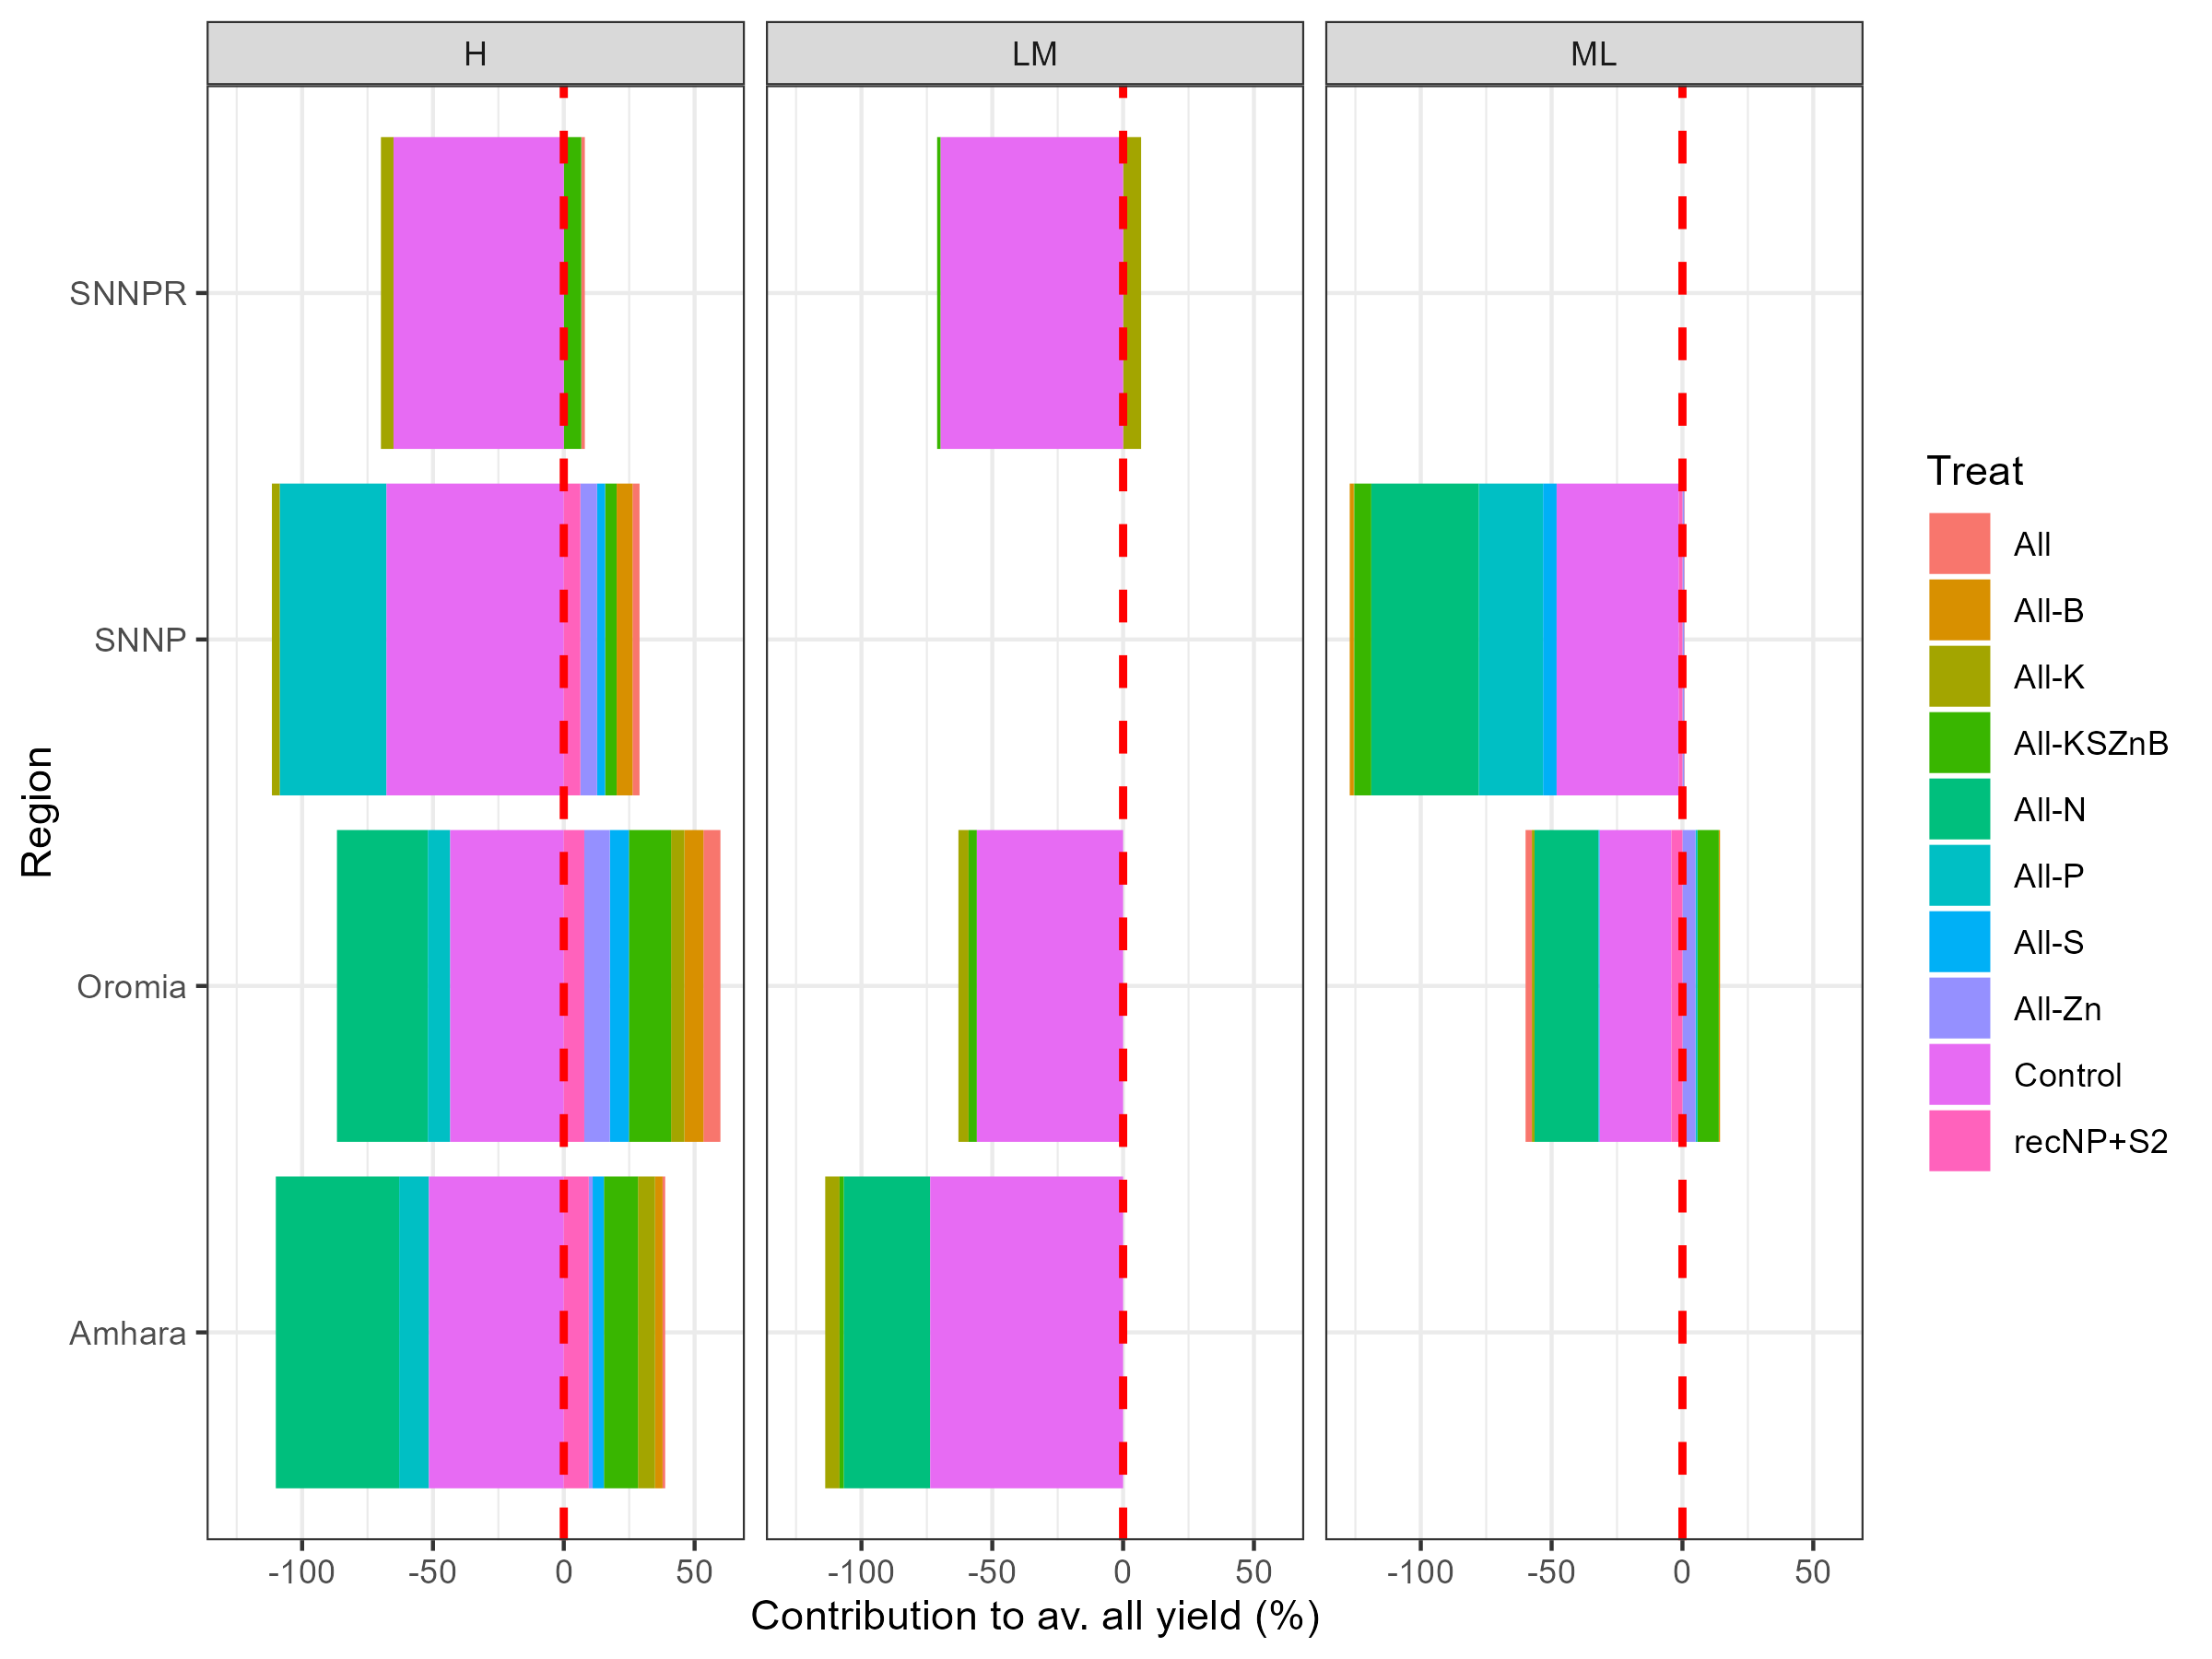 H LM ML
SNNPR
SNNP
Oromia
Amhara
Region
-100 -50 0 50 -100 -50 0 50 -100 -50 0 50
Contribution to av. all yield (%)
Treat
All
All-B
All-K
All-KSZnB
All-N
All-P
All-S
All-Zn
Control
recNP+S2